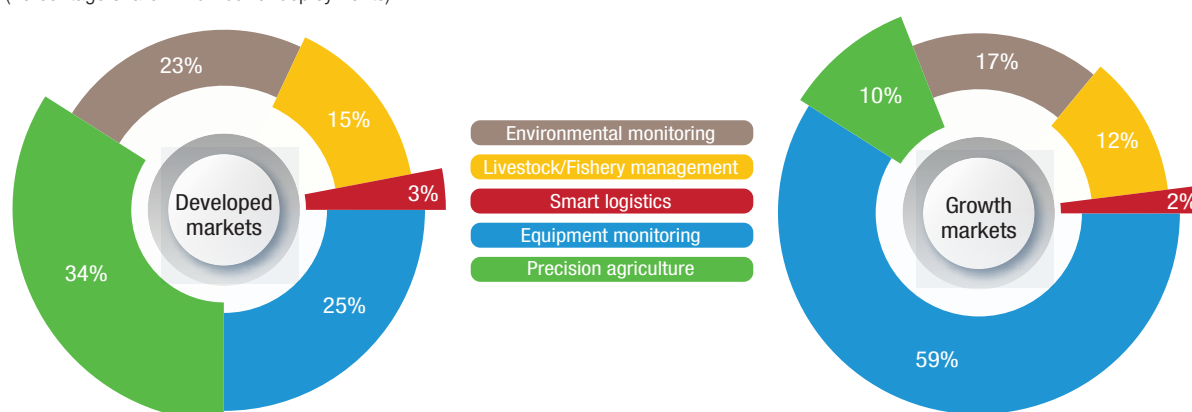 23%
15%
3%
25%
34%
Developed
markets
Environmental monitoring
Livestock/Fishery management
Smart logistics
Equipment monitoring
Precision agriculture
17%
12%
2%
59%
10%
Growth
markets